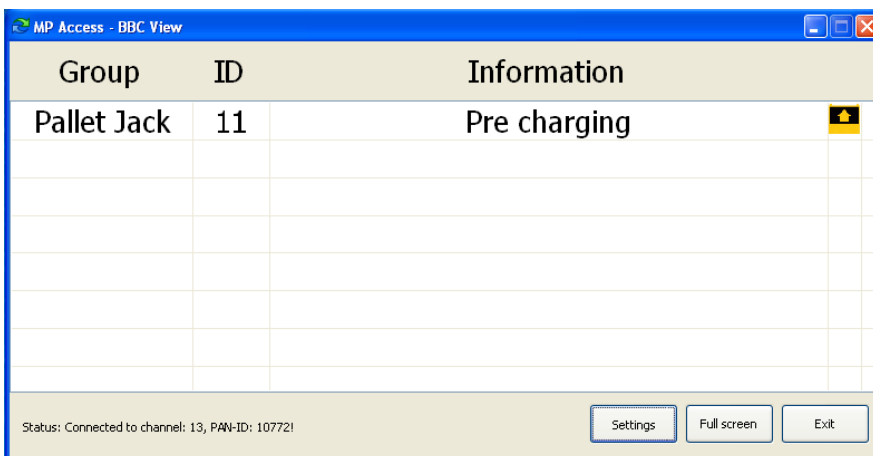 MP Access - BBC View
Group ID Information
Pallet Jack 11 Pre charging
Status: Connected to channel: 13, PAN-ID: 10772!
Settings Full screen Exit